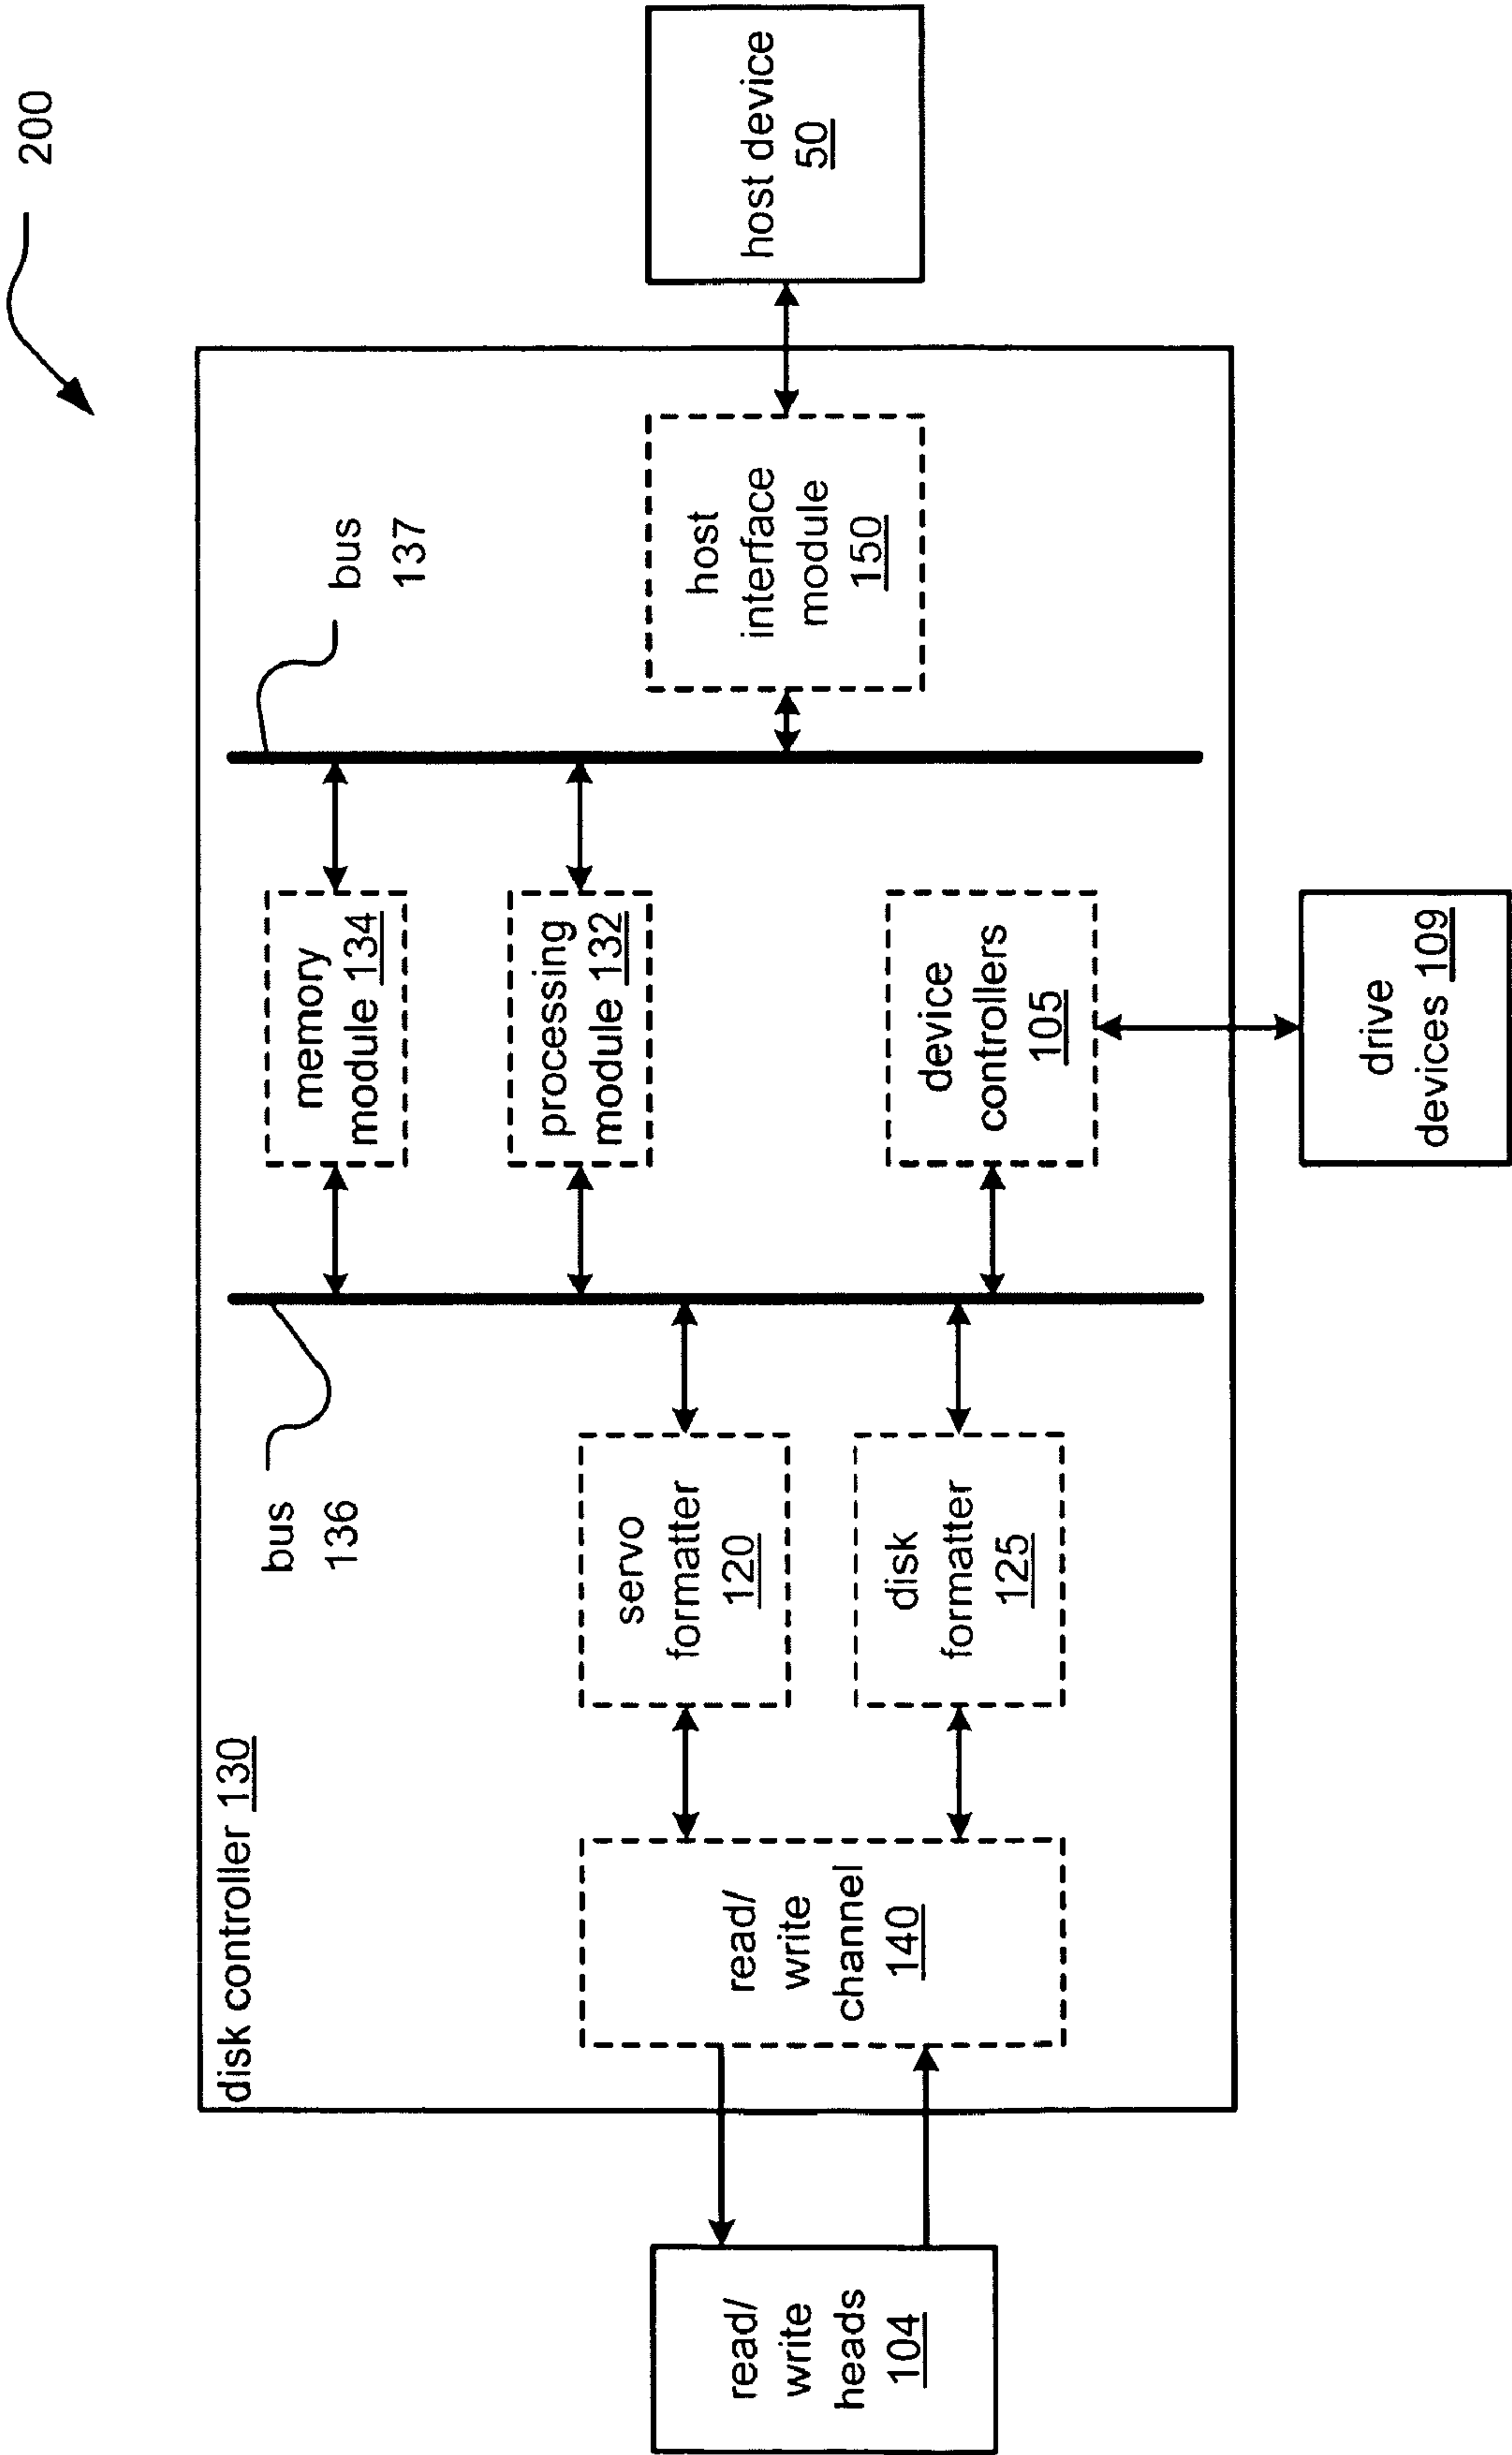 200
disk controller 130
bus
136
bus
137
memory
module 134
processing
module 132
read/
write
heads
104
read/
write
channel
140
servo
formatter
120
disk
formatter
125
device
controllers
105
host
interface
module
150
host device
50
drive
devices 109